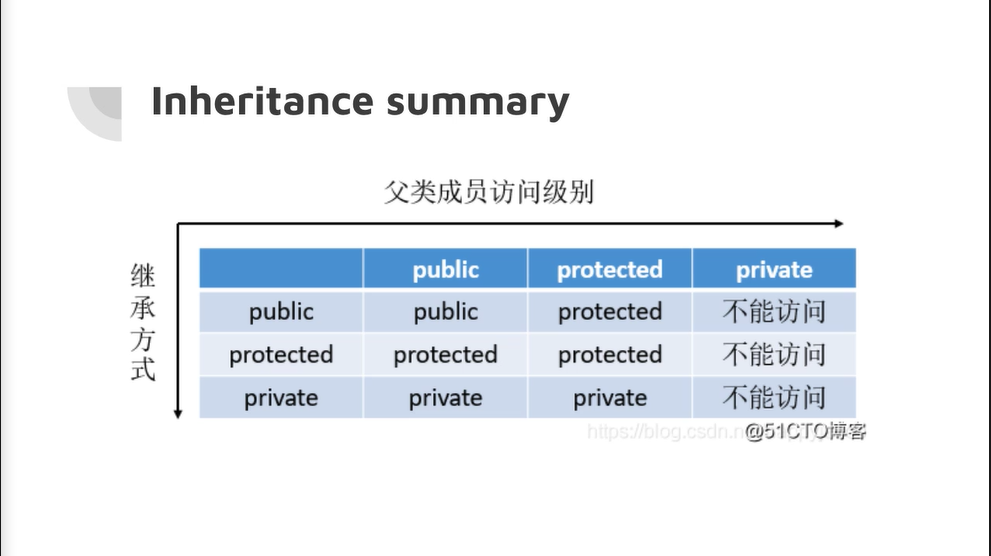 Inheritance summary
父类成员访问级别
继承方式
public protected private
public public protected 不能访问
protected protected protected 不能访问
private private private 不能访问
https://blog.csdn.n
@51CTO博客